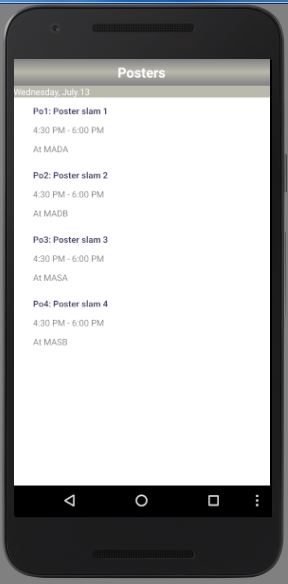 Posters
Wednesday, July.13
Po1: Poster slam 1
4:30 PM - 6:00 PM
At MADA
Po2: Poster slam 2
4:30 PM - 6:00 PM
At MADB
Po3: Poster slam 3
4:30 PM - 6:00 PM
At MASA
Po4: Poster slam 4
4:30 PM - 6:00 PM
At MASB